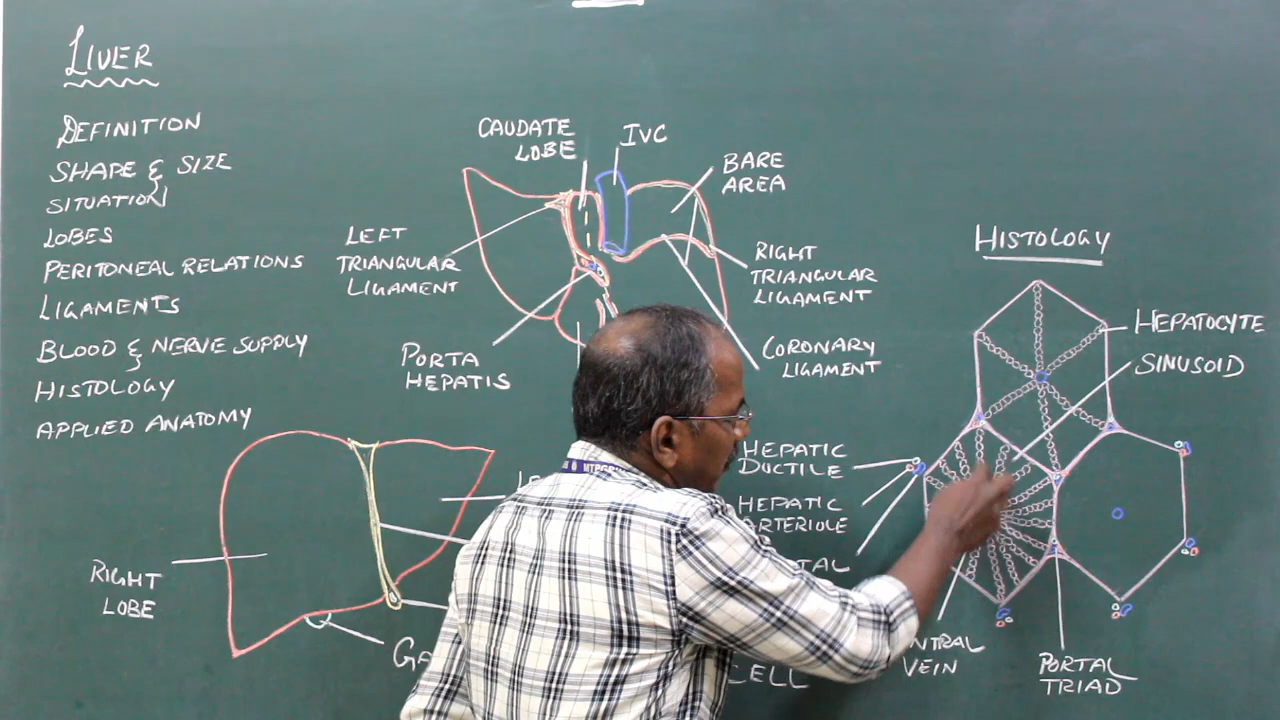 LIVER
DEFINITION
SHAPE & SIZE
SITUATION
LOBES
PERITONEAL RELATIONS
LIGAMENTS
BLOOD & NERVE SUPPLY
HISTOLOGY
APPLIED ANATOMY
CAUDATE
LOBE
IVC
BARE
AREA
LEFT
TRIANGULAR
LIGAMENT
RIGHT
TRIANGULAR
LIGAMENT
PORTA
HEPATIS
CORONARY
LIGAMENT
RIGHT
LOBE
HISTOLOGY
HEPATOCYTE
SINUSOID
HEPATIC
DUCTILE
HEPATIC
CELL
VEIN
PORTAL
TRIAD